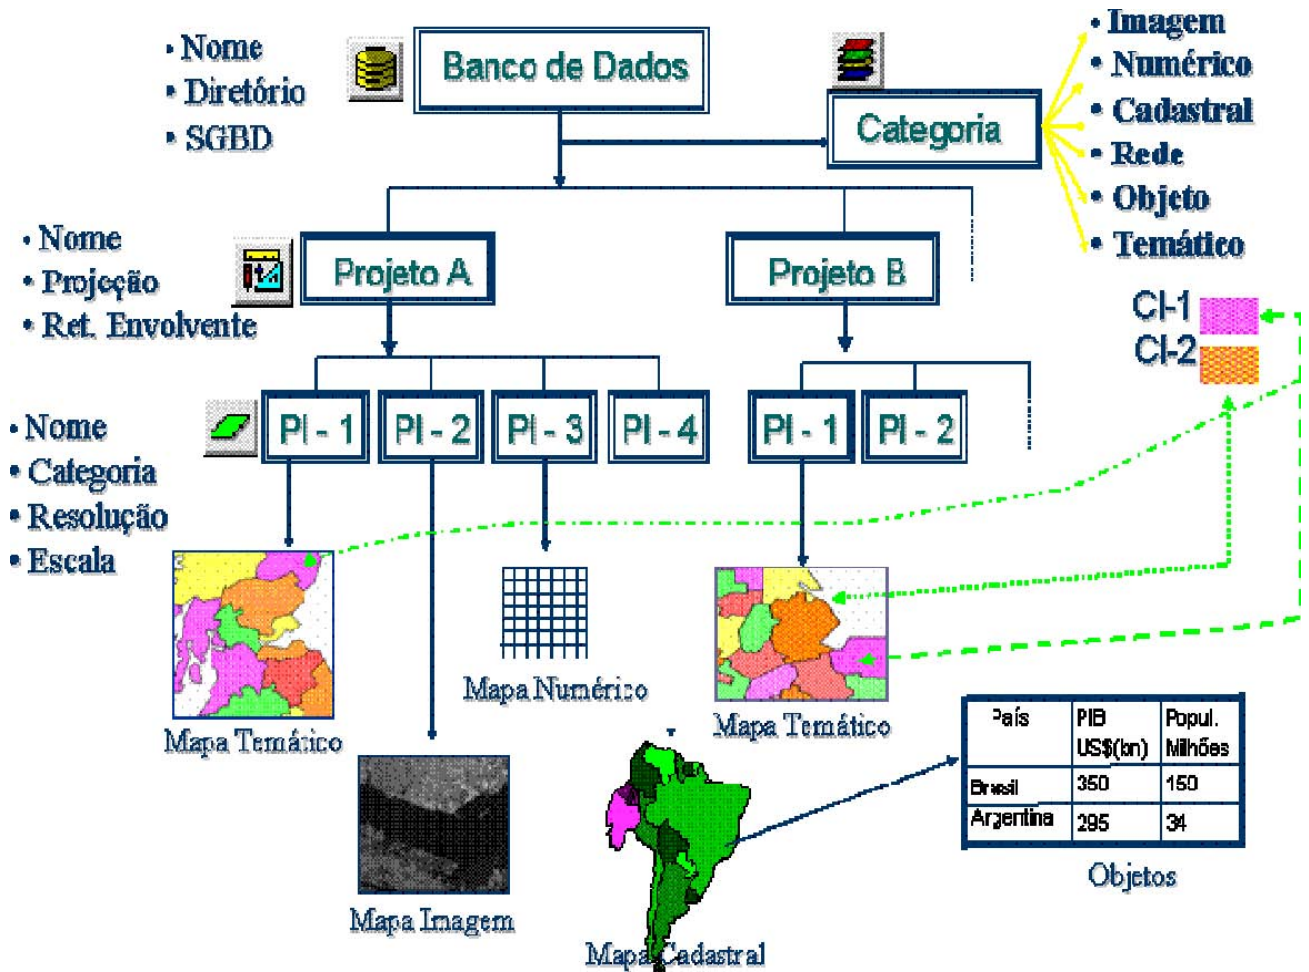 • Nome
• Diretório
• SGBD
Banco de Dados
Categoria
• Imagem
• Numérico
• Cadastral
• Rede
• Objeto
• Temático
• Nome
• Projeção
• Ret. Envolvente
Projeto A
Projeto B
Cl-1
Cl-2
• Nome
• Categoria
• Resolução
• Escala
PI - 1
PI - 2
PI - 3
PI - 4
PI - 1
PI - 2
Mapa Temático
Mapa Numérico
Mapa Temático
Mapa Imagem
Mapa Cadastral
País PIB Popul.
US$(bn) Milhões
Brasil 350 150
Argentina 295 34
Objetos